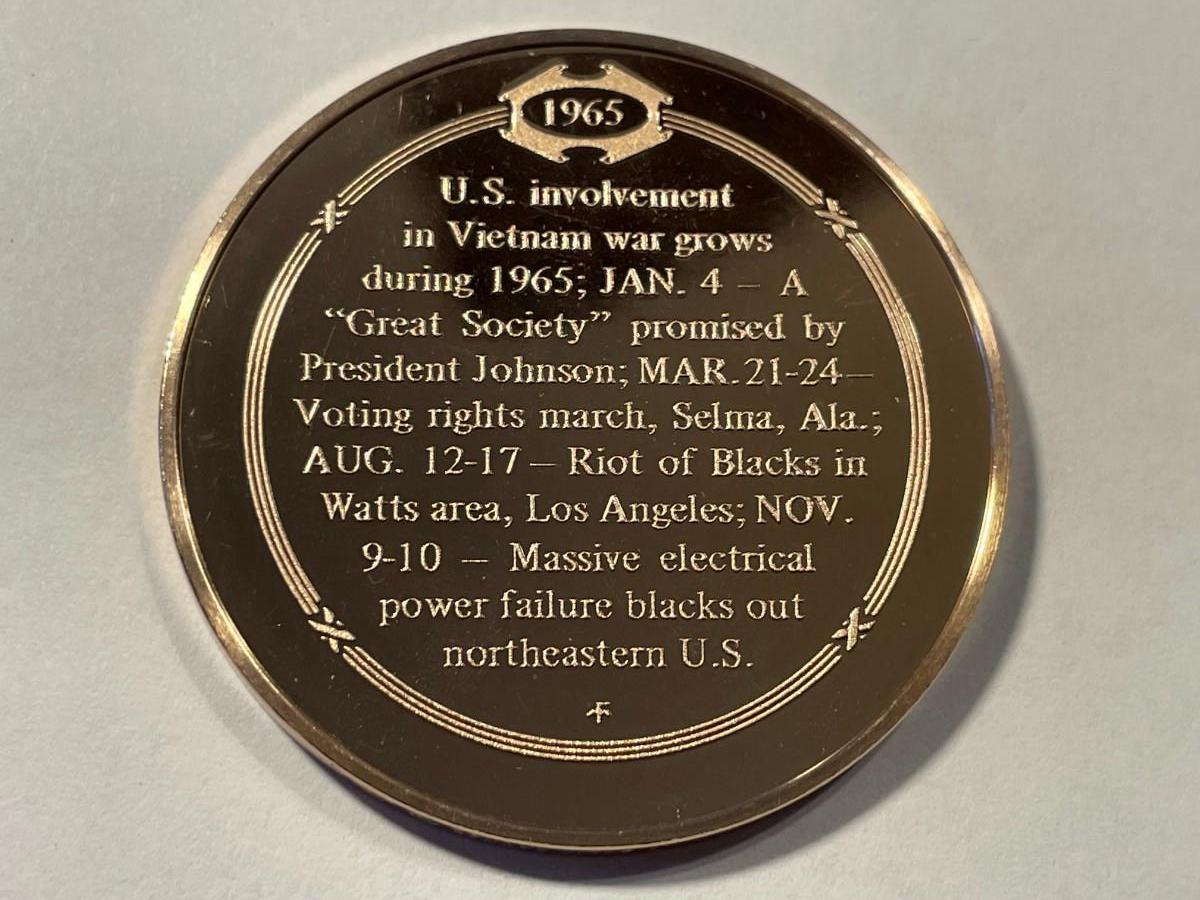 1965
U.S. involvement
in Vietnam war grows
during 1965; JAN. 4 – A
“Great Society” promised by
President Johnson; MAR. 21-24–
Voting rights march, Selma, Ala.;
AUG. 12-17 – Riot of Blacks in
Watts area, Los Angeles; NOV.
9-10 – Massive electrical
power failure blacks out
northeastern U.S.
F